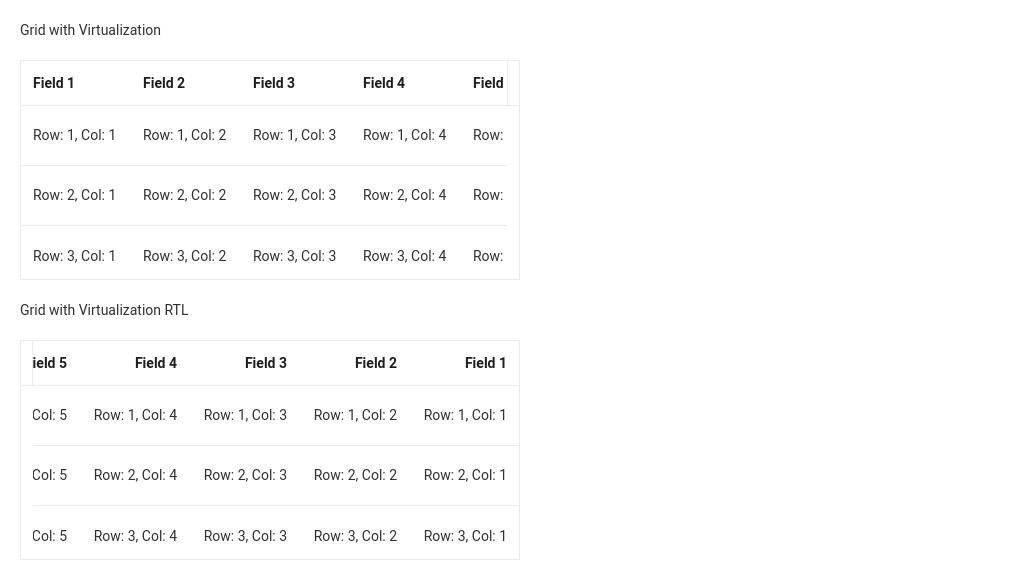 Grid with Virtualization
Field 1 Field 2 Field 3 Field 4 Field
Row: 1, Col: 1 Row: 1, Col: 2 Row: 1, Col: 3 Row: 1, Col: 4 Row:
Row: 2, Col: 1 Row: 2, Col: 2 Row: 2, Col: 3 Row: 2, Col: 4 Row:
Row: 3, Col: 1 Row: 3, Col: 2 Row: 3, Col: 3 Row: 3, Col: 4 Row:
Grid with Virtualization RTL
ield 5 Field 4 Field 3 Field 2 Field 1
Col: 5 Row: 1, Col: 4 Row: 1, Col: 3 Row: 1, Col: 2 Row: 1, Col: 1
Col: 5 Row: 2, Col: 4 Row: 2, Col: 3 Row: 2, Col: 2 Row: 2, Col: 1
Col: 5 Row: 3, Col: 4 Row: 3, Col: 3 Row: 3, Col: 2 Row: 3, Col: 1